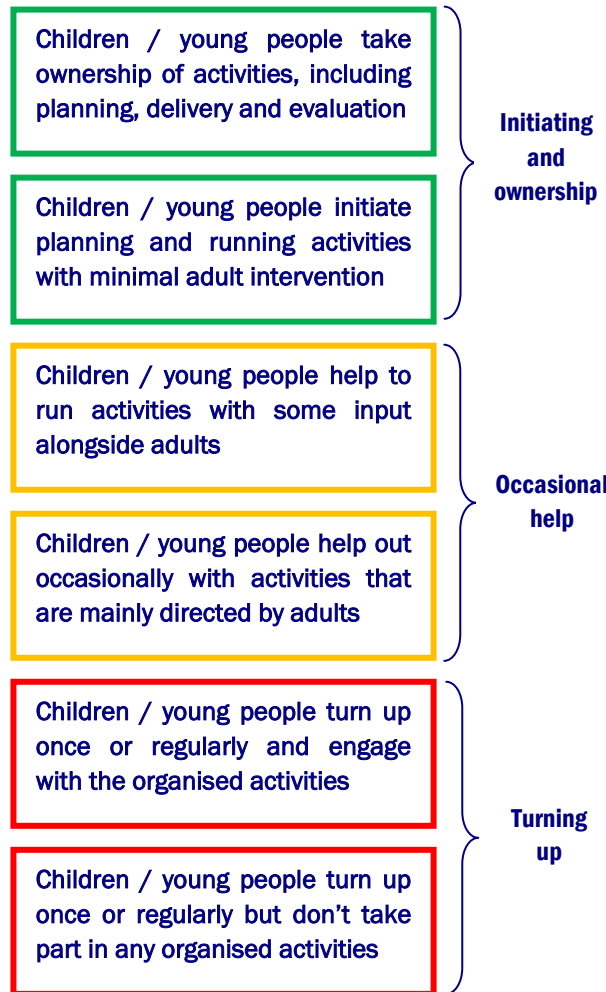 Children / young people take
ownership of activities, including
planning, delivery and evaluation
Children / young people initiate
planning and running activities
with minimal adult intervention
Initiating
and
ownership
Children / young people help to
run activities with some input
alongside adults
Children / young people help out
occasionally with activities that
are mainly directed by adults
Occasional
help
Children / young people turn up
once or regularly and engage
with the organised activities
Children / young people turn up
once or regularly but don’t take
part in any organised activities
Turning
up